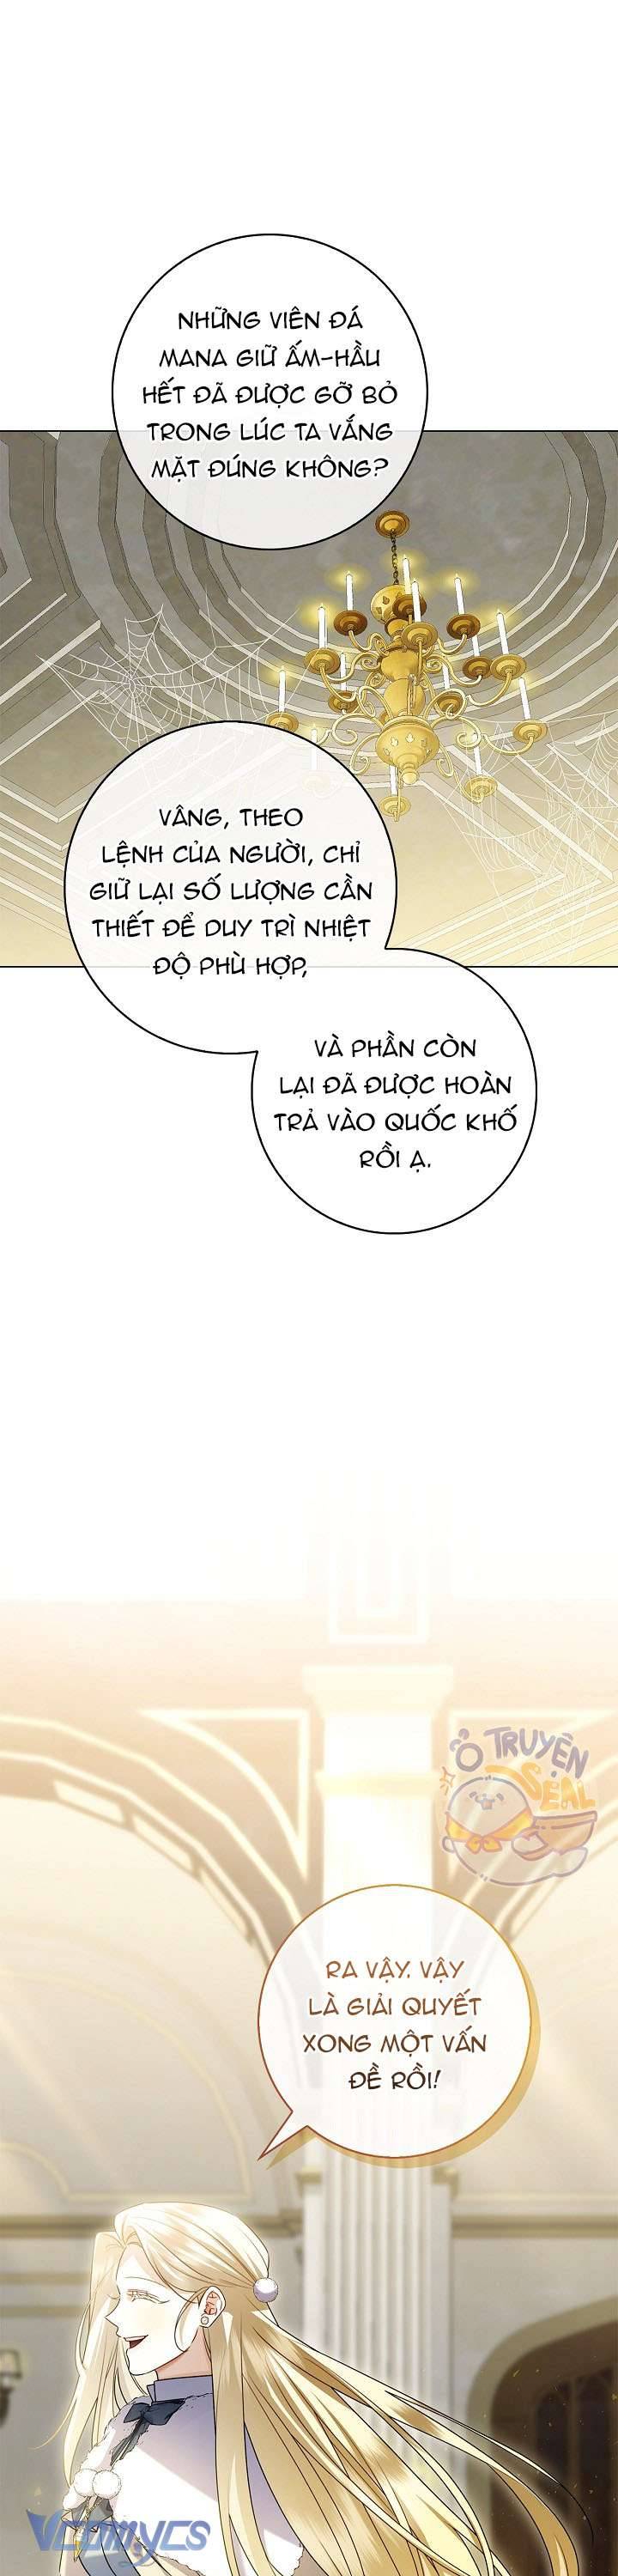 NHỮNG VIÊN ĐÁ
MANA GIỮ ẤM-HẦU
HẾT ĐÃ ĐƯỢC GỠ BỎ
TRONG LÚC TA VẮNG
MẶT ĐÚNG KHÔNG?
VÂNG, THEO
LỆNH CỦA NGƯỜI, CHỈ
GIỮ LẠI SỐ LƯỢNG CẦN
THIẾT ĐỂ DUY TRÌ NHIỆT
ĐỘ PHÙ HỢP,
VÀ PHẦN CÒN
LẠI ĐÃ ĐƯỢC HOÀN
TRẢ VÀO QUỐC KHỐ
RỒI Ạ.
Ổ TRUYỆN
SEAL
RA VẬY. VẬY
LÀ GIẢI QUYẾT
XONG MỘT VẤN
ĐỀ RỒI!
VCOMYCS